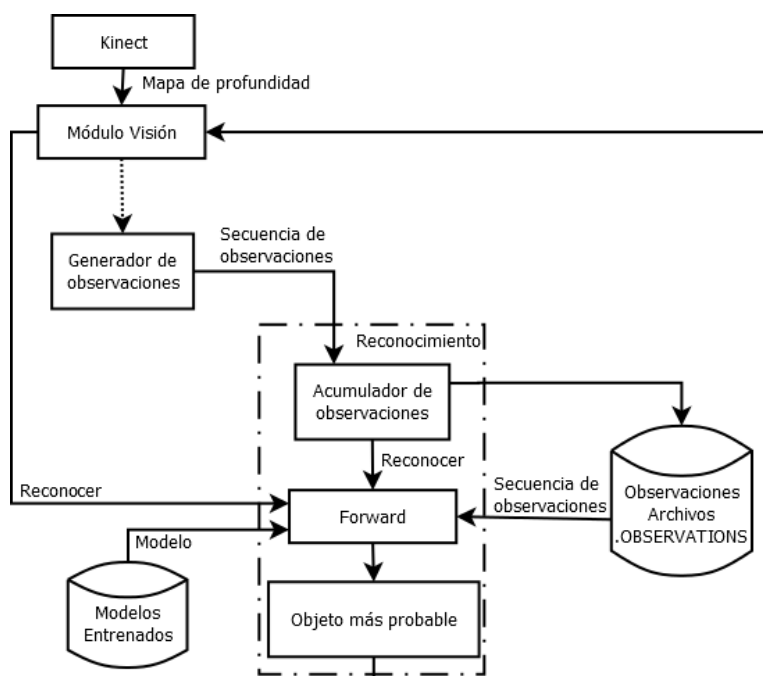 Kinect
Mapa de profundidad
Módulo Visión
Generador de
observaciones
Secuencia de
observaciones
Reconocimiento
Acumulador de
observaciones
Reconocer
Reconocer
Secuencia de
observaciones
Observaciones
Archivos
.OBSERVATIONS
Forward
Modelo
Modelos
Entrenados
Objeto más probable